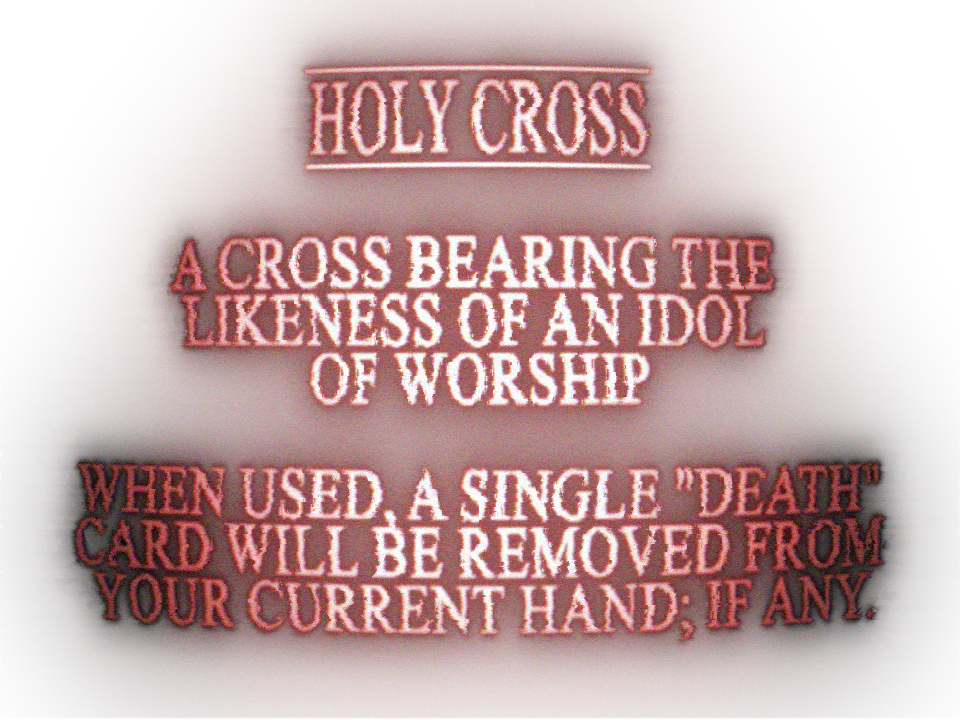 HOLY CROSS
A CROSS BEARING THE
LIKENESS OF AN IDOL
OF WORSHIP
WHEN USED, A SINGLE "DEATH"
CARD WILL BE REMOVED FROM
YOUR CURRENT HAND; IF ANY.